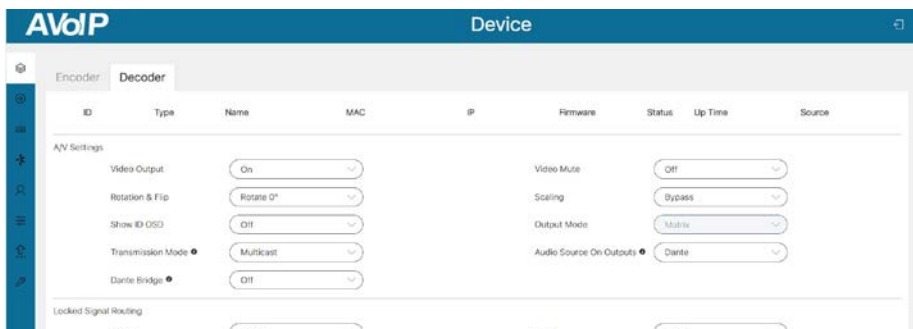 AVoIP Device
Encoder Decoder
ID Type Name MAC IP Firmware Status Up Time Source
A/V Settings
Video Output On Video Mute Off
Rotation & Flip Rotate 0° Scaling Bypass
Show ID OSD Off Output Mode Matrix
Transmission Mode Multicast Audio Source On Outputs Dante
Dante Bridge Off
Locked Signal Routing